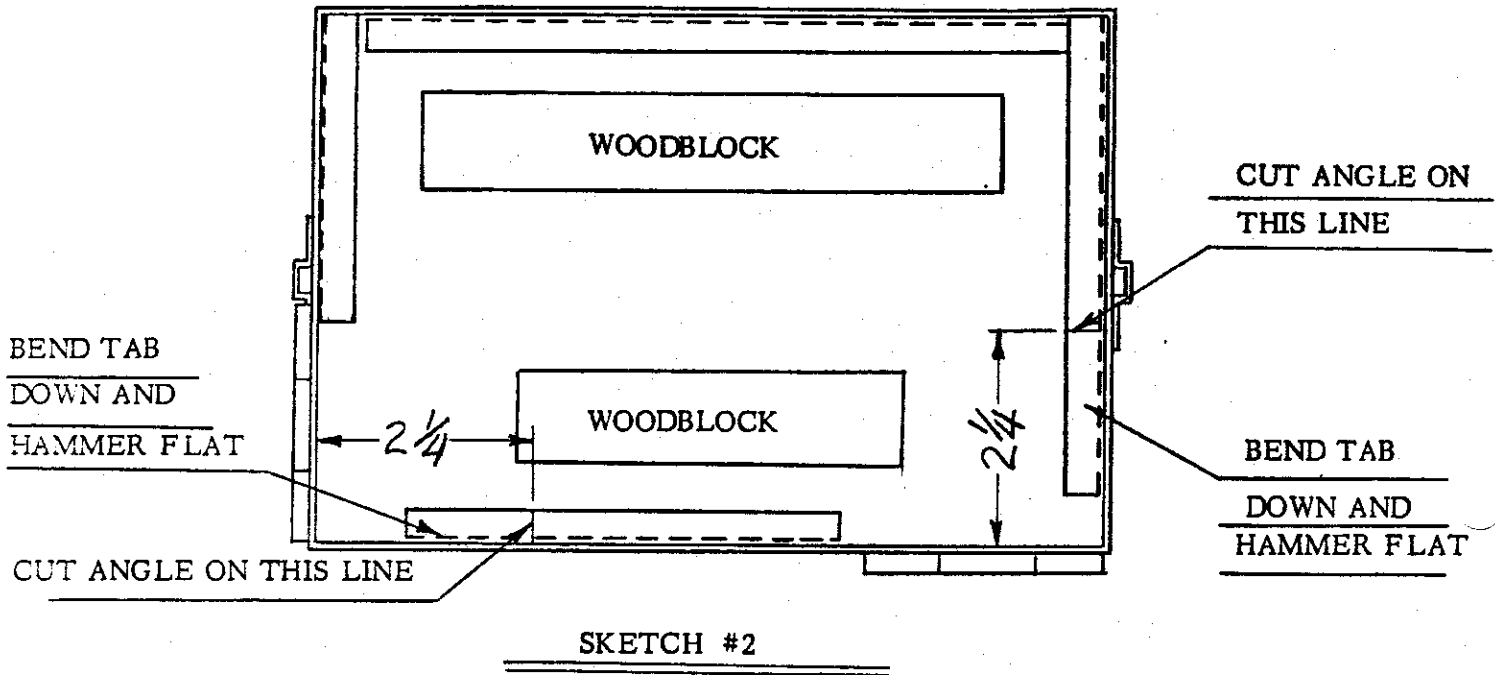 WOODBLOCK
CUT ANGLE ON
THIS LINE
BEND TAB
DOWN AND
HAMMER FLAT
2 1/4
WOODBLOCK
2 1/4
BEND TAB
DOWN AND
HAMMER FLAT
CUT ANGLE ON THIS LINE
SKETCH #2